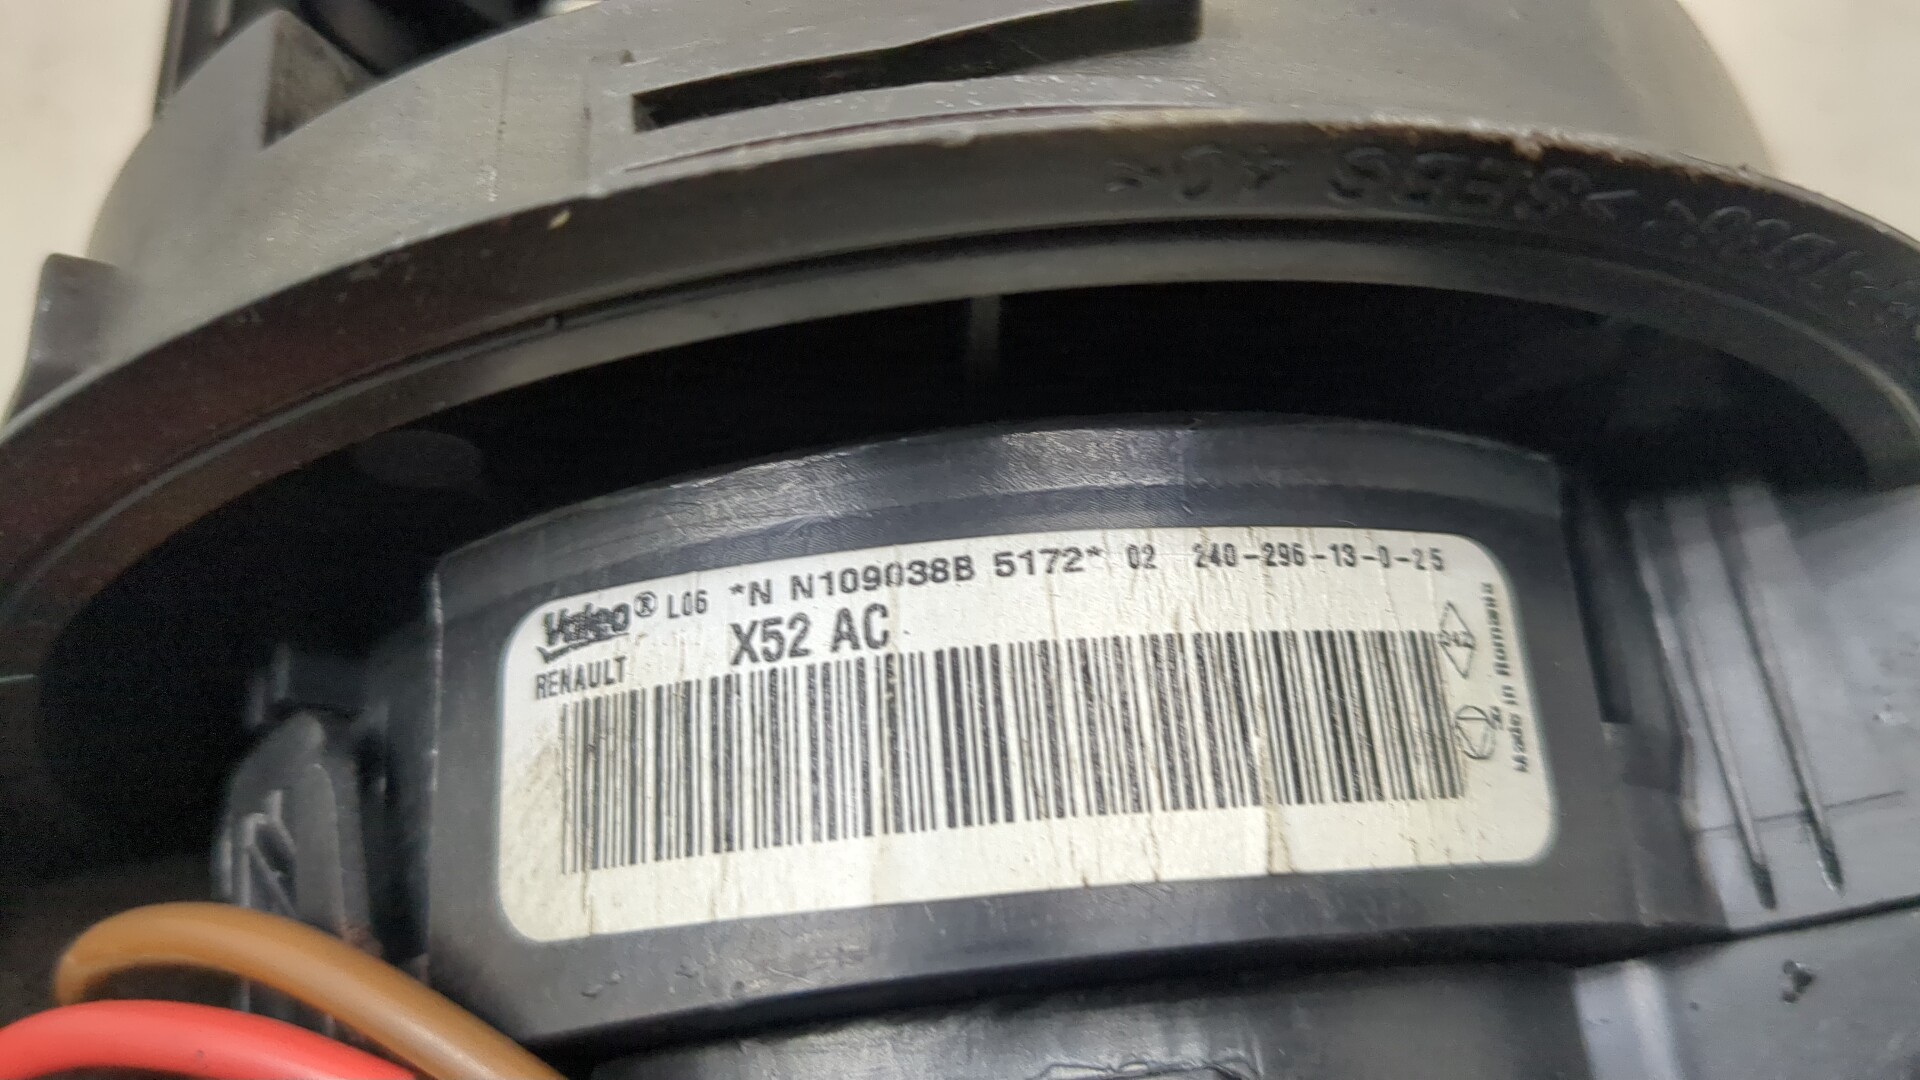 Valeo® L06 *N N109038B 5172* 02 240-296-13-0-25
RENAULT X52 AC
Made in Romania